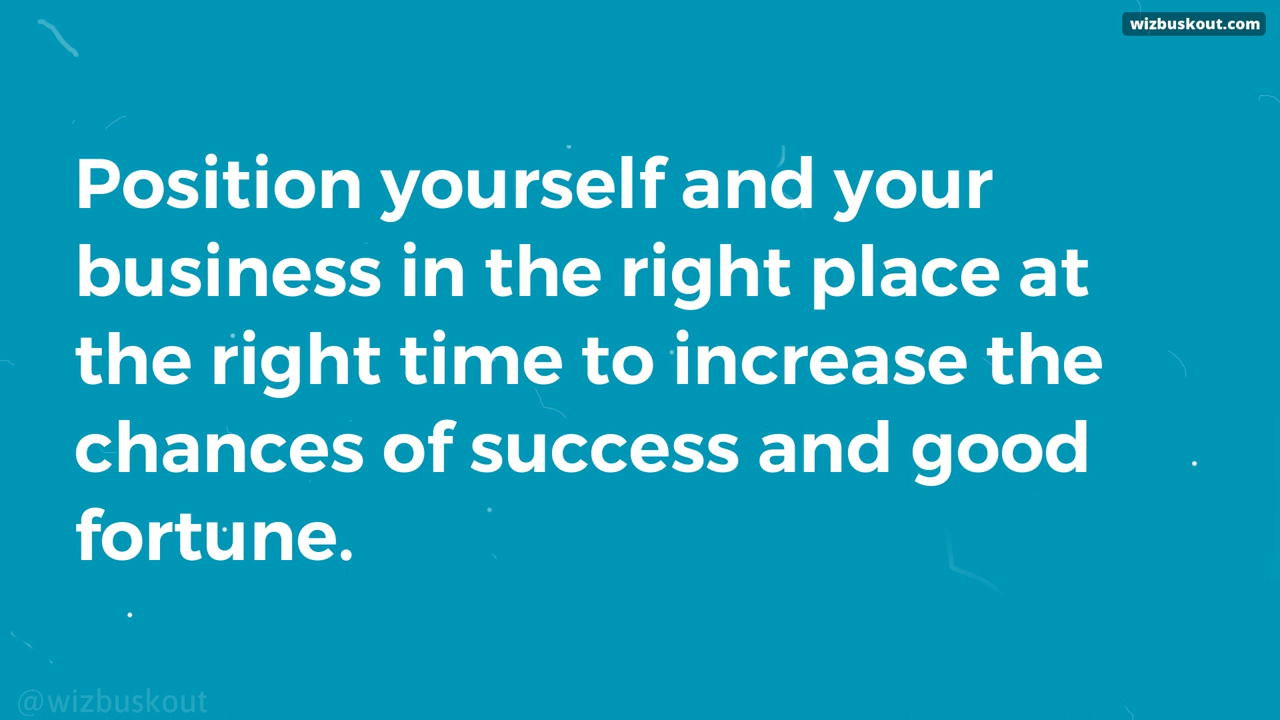 wizbuskout.com
Position yourself and your
business in the right place at
the right time to increase the
chances of success and good
fortune.
@wizbuskout